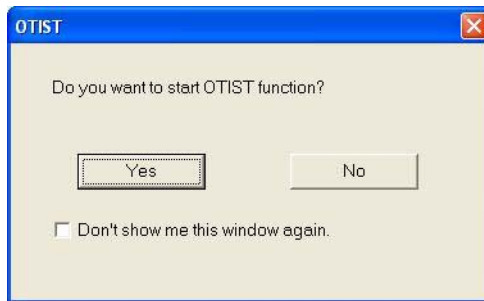 OTIST
Do you want to start OTIST function?
Yes No
Don't show me this window again.